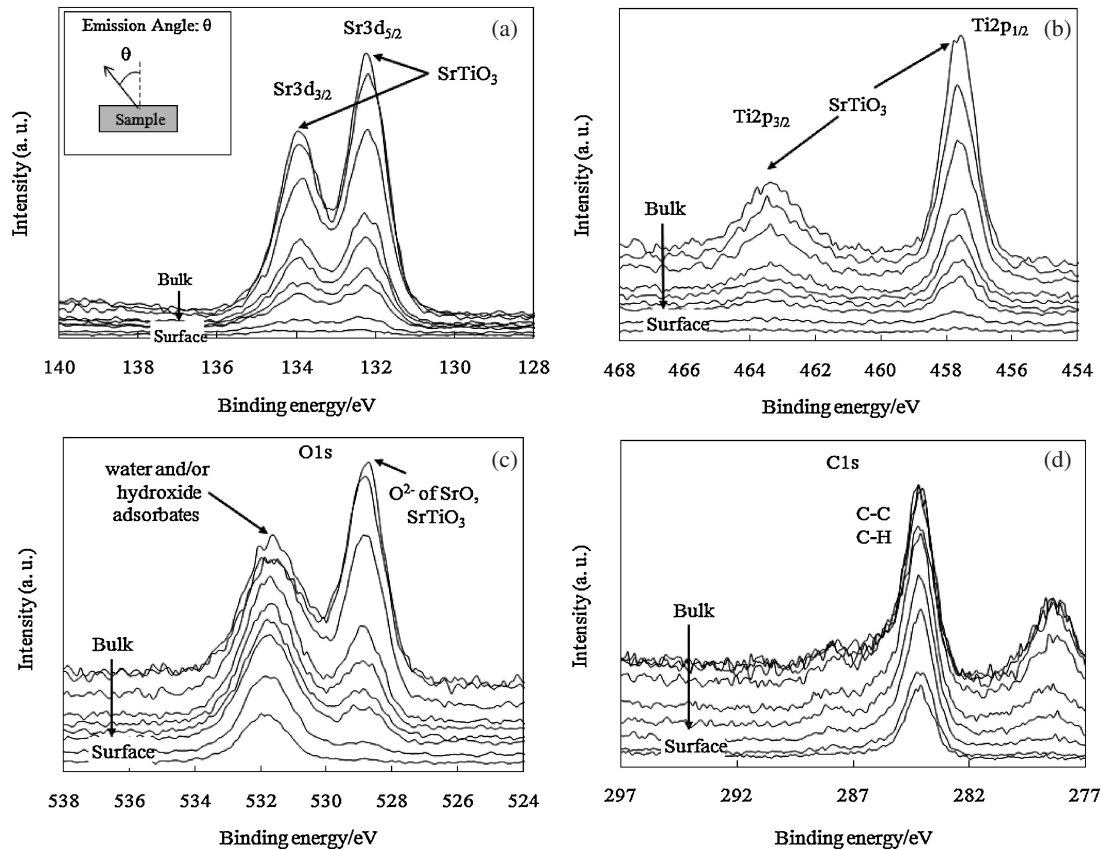 Emission Angle: θ
θ
Sample
Sr3d5/2
(a)
SrTiO3
Sr3d3/2
Bulk
Surface
Intensity (a. u.)
140 138 136 134 132 130 128
Binding energy/eV
Ti2p1/2
(b)
SrTiO3
Ti2p3/2
Bulk
Surface
Intensity (a. u.)
468 466 464 462 460 458 456 454
Binding energy/eV
O1s
(c)
water and/or
hydroxide
adsorbates
O2- of SrO,
SrTiO3
Bulk
Surface
Intensity (a. u.)
538 536 534 532 530 528 526 524
Binding energy/eV
C1s
(d)
C-C
C-H
Bulk
Surface
Intensity (a. u.)
297 292 287 282 277
Binding energy/eV